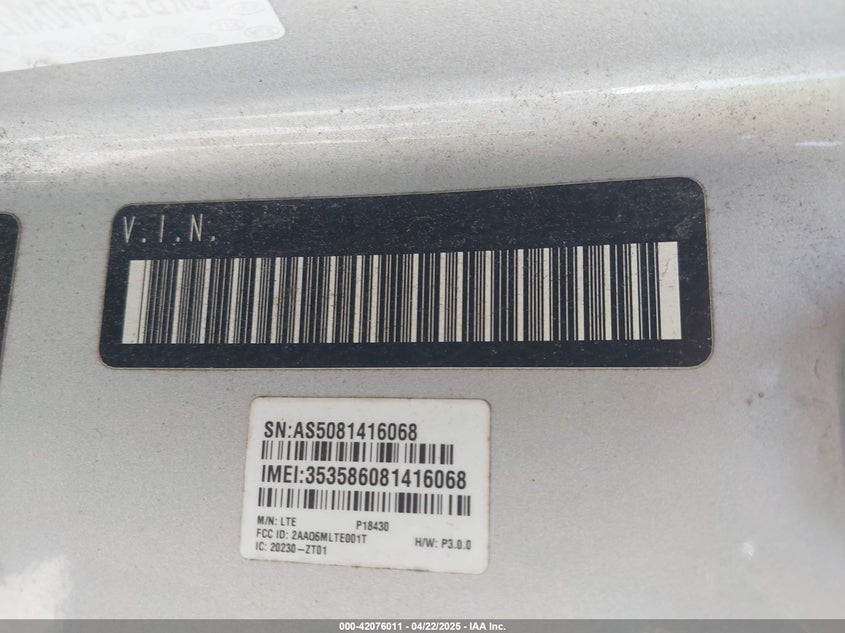 V.I.N.
SN:AS5081416068
IMEI:353586081416068
M/N: LTE P18430
FCC ID: 2AAO6MLTE001T H/W: P3.0.0
IC: 20230-ZT01
000-42076011 - 04/22/2025 - IAA Inc.